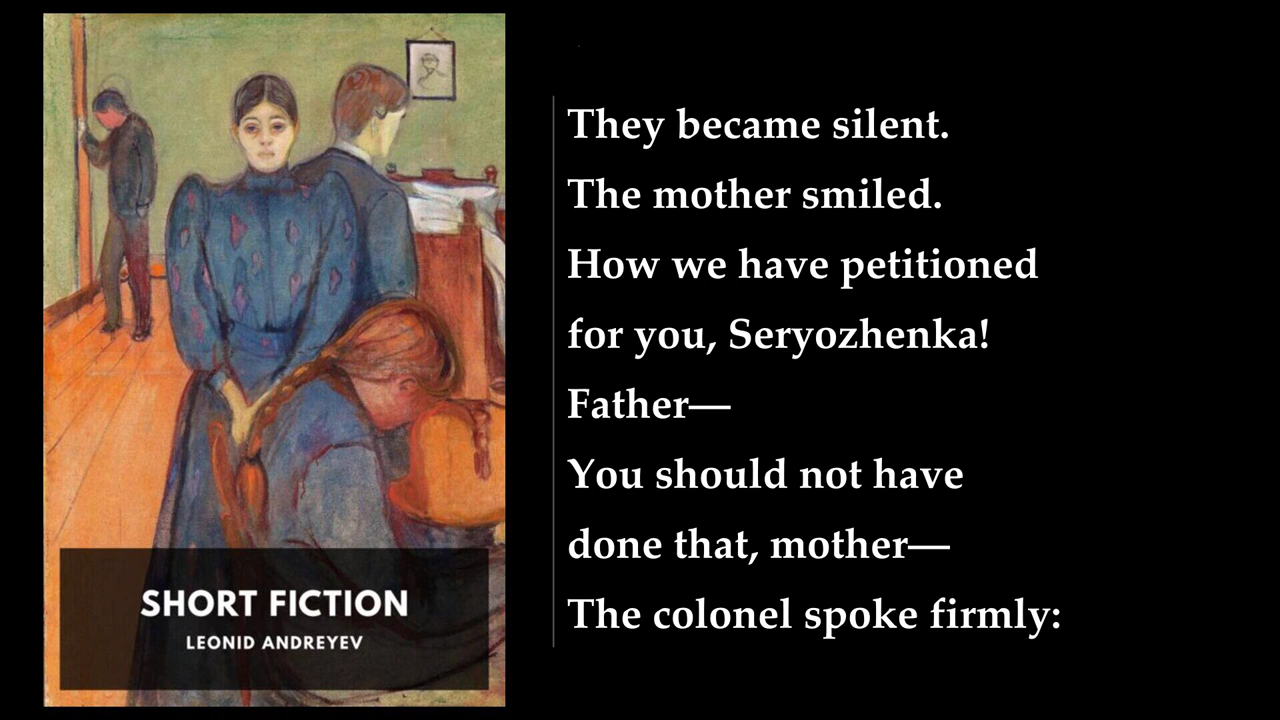 SHORT FICTION
LEONID ANDREYEV
They became silent.
The mother smiled.
How we have petitioned
for you, Seryozhenka!
Father—
You should not have
done that, mother—
The colonel spoke firmly: